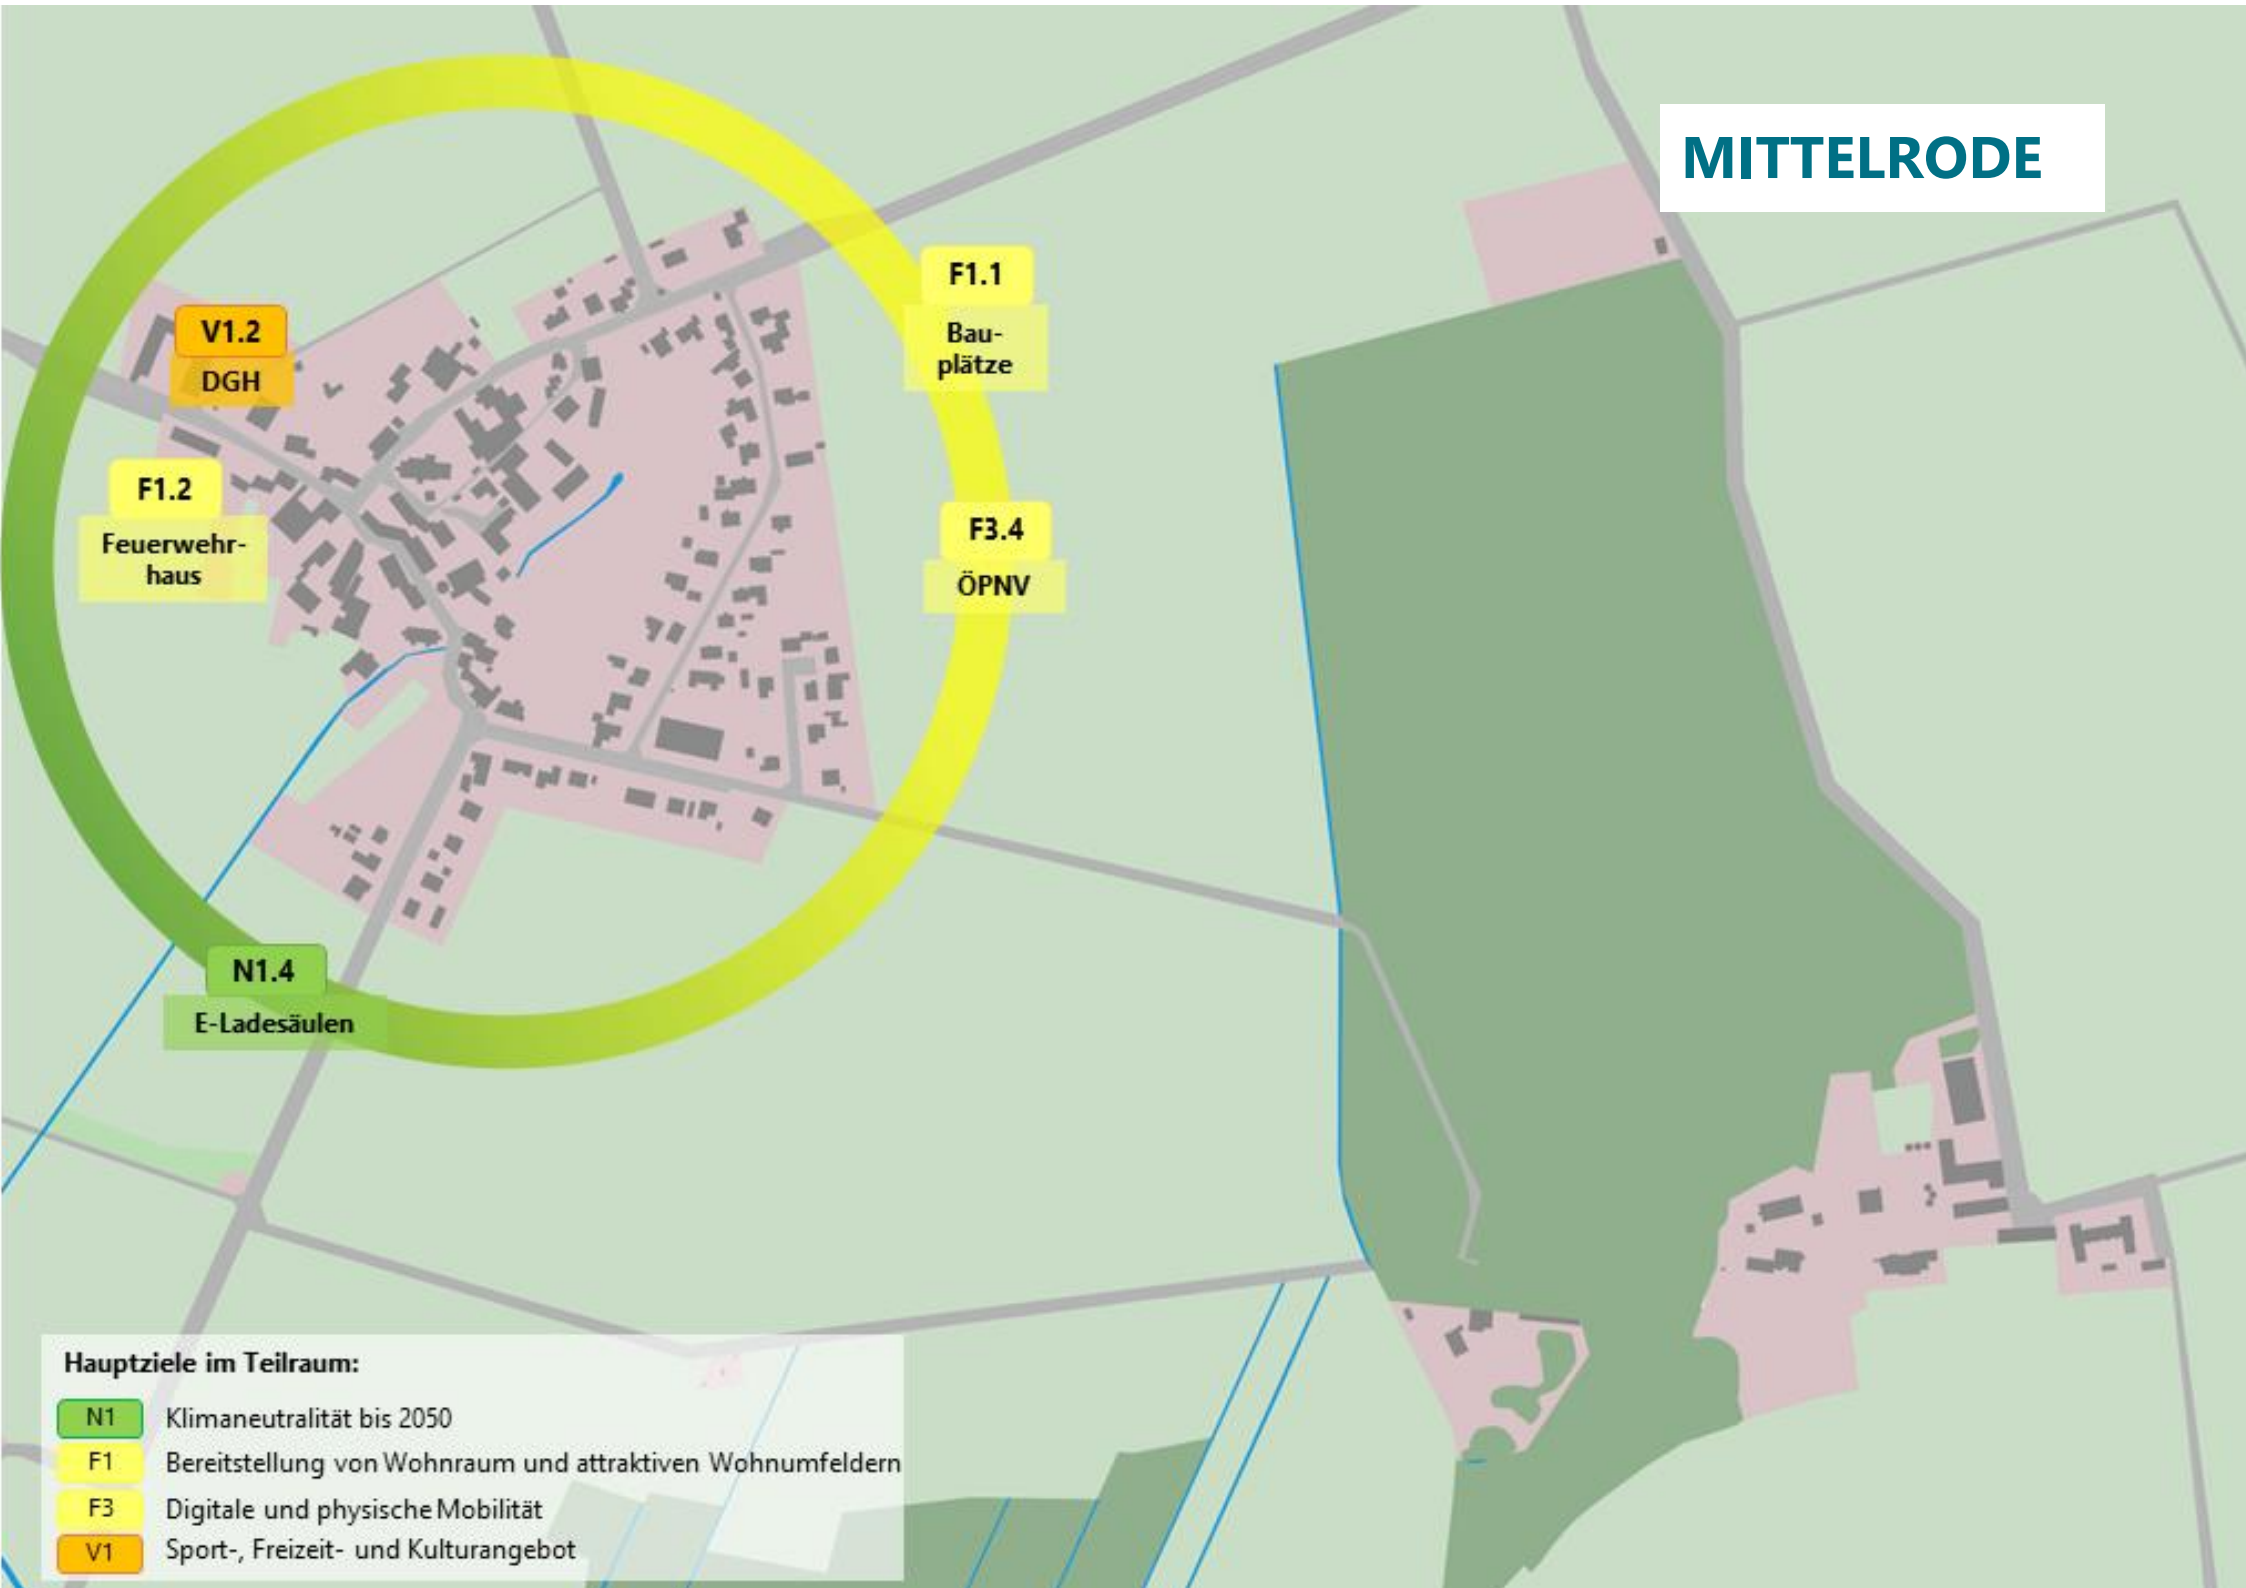 MITTELRODE
F1.1
Bau-
plätze
V1.2
DGH
F1.2
Feuerwehr-
haus
F3.4
ÖPNV
N1.4
E-Ladesäulen
Hauptziele im Teilraum:
N1 Klimaneutralität bis 2050
F1 Bereitstellung von Wohnraum und attraktiven Wohnumfeldern
F3 Digitale und physische Mobilität
V1 Sport-, Freizeit- und Kulturangebot